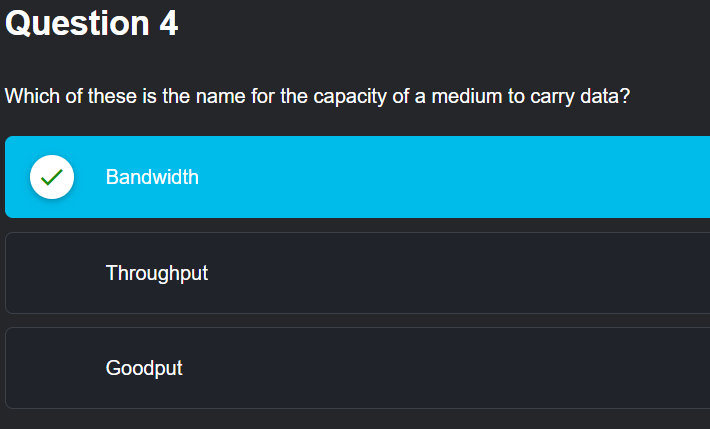 Question 4
Which of these is the name for the capacity of a medium to carry data?
Bandwidth
Throughput
Goodput